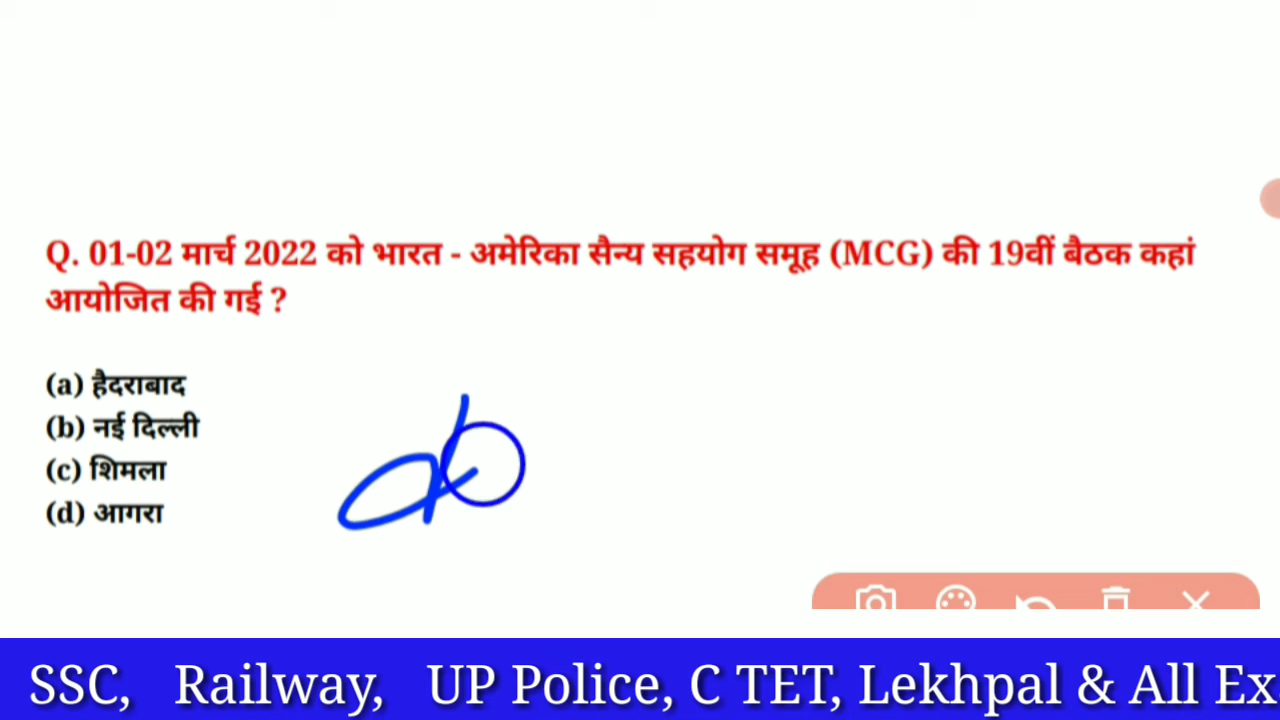 Q. 01-02 मार्च 2022 को भारत - अमेरिका सैन्य सहयोग समूह (MCG) की 19वीं बैठक कहां
आयोजित की गई ?
(a) हैदराबाद
(b) नई दिल्ली
(c) शिमला
(d) आगरा
d
SSC, Railway, UP Police, C TET, Lekhpal & All Ex